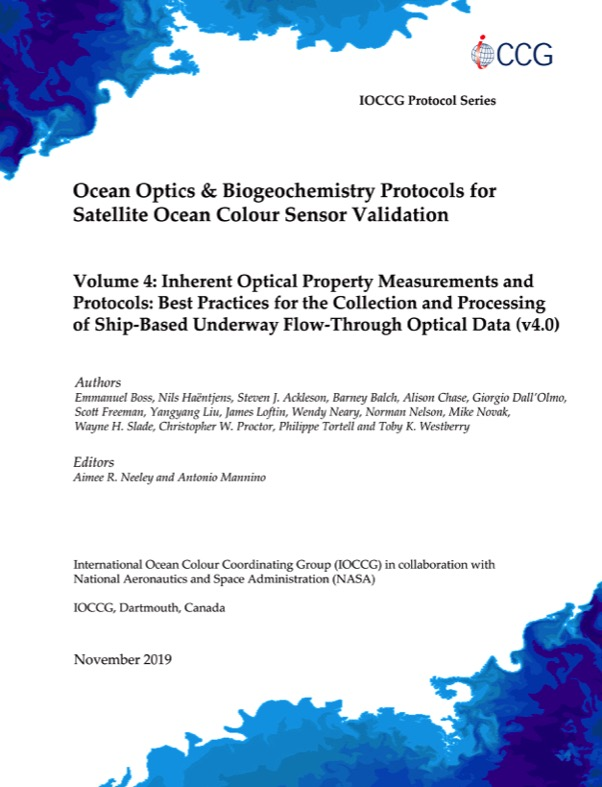 iOCCG
IOCCG Protocol Series
Ocean Optics & Biogeochemistry Protocols for
Satellite Ocean Colour Sensor Validation
Volume 4: Inherent Optical Property Measurements and
Protocols: Best Practices for the Collection and Processing
of Ship-Based Underway Flow-Through Optical Data (v4.0)
Authors
Emmanuel Boss, Nils Haëntjens, Steven J. Ackleson, Barney Balch, Alison Chase, Giorgio Dall'Olmo,
Scott Freeman, Yangyang Liu, James Loftin, Wendy Neary, Norman Nelson, Mike Novak,
Wayne H. Slade, Christopher W. Proctor, Philippe Tortell and Toby K. Westberry
Editors
Aimee R. Neeley and Antonio Mannino
International Ocean Colour Coordinating Group (IOCCG) in collaboration with
National Aeronautics and Space Administration (NASA)
IOCCG, Dartmouth, Canada
November 2019